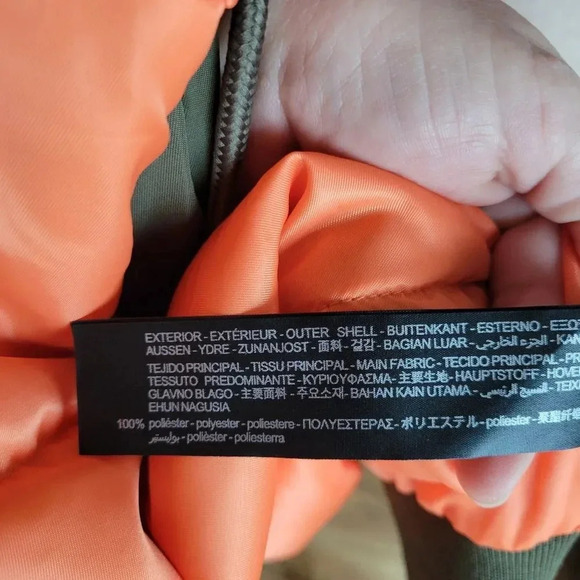 EXTERIOR - EXTÉRIEUR - OUTER SHELL - BUITENKANT - ESTERNO -
AUSSEN - YDRE - ZUNANJOST - 面料 - 겉감 - BAGIAN LUAR - الجزء الخارجي -
TEJIDO PRINCIPAL - TISSU PRINCIPAL - MAIN FABRIC - TECIDO PRINCIPAL -
TESSUTO PREDOMINANTE - ΚΥΡΙΟΥΦΑΣΜΑ - 主要生地 - HAUPTSTOFF -
GLAVNO BLAGO - 主要面料 - 주요소재 - BAHAN KAIN UTAMA - النسيج الرئيسي -
EHUN NAGUSIA
100% poliéster - polyester - poliestere - ΠΟΛΥΕΣΤΕΡΑΣ - ポリエステル - poliester -
بوليستر - polièster - poliesterra